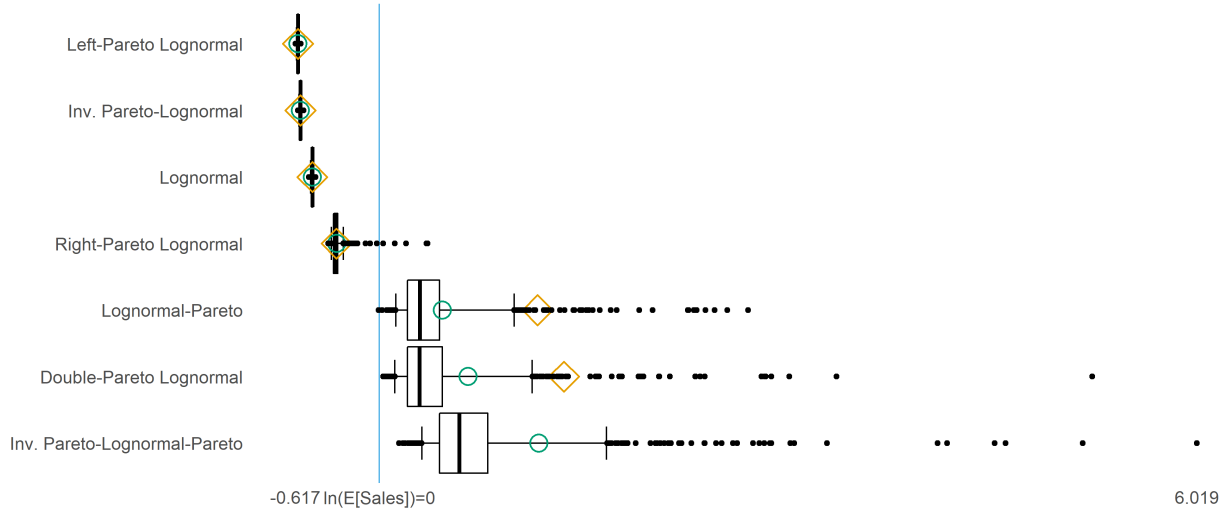 Left-Pareto Lognormal
Inv. Pareto-Lognormal
Lognormal
Right-Pareto Lognormal
Lognormal-Pareto
Double-Pareto Lognormal
Inv. Pareto-Lognormal-Pareto
-0.617 ln(E[Sales])=0 6.019